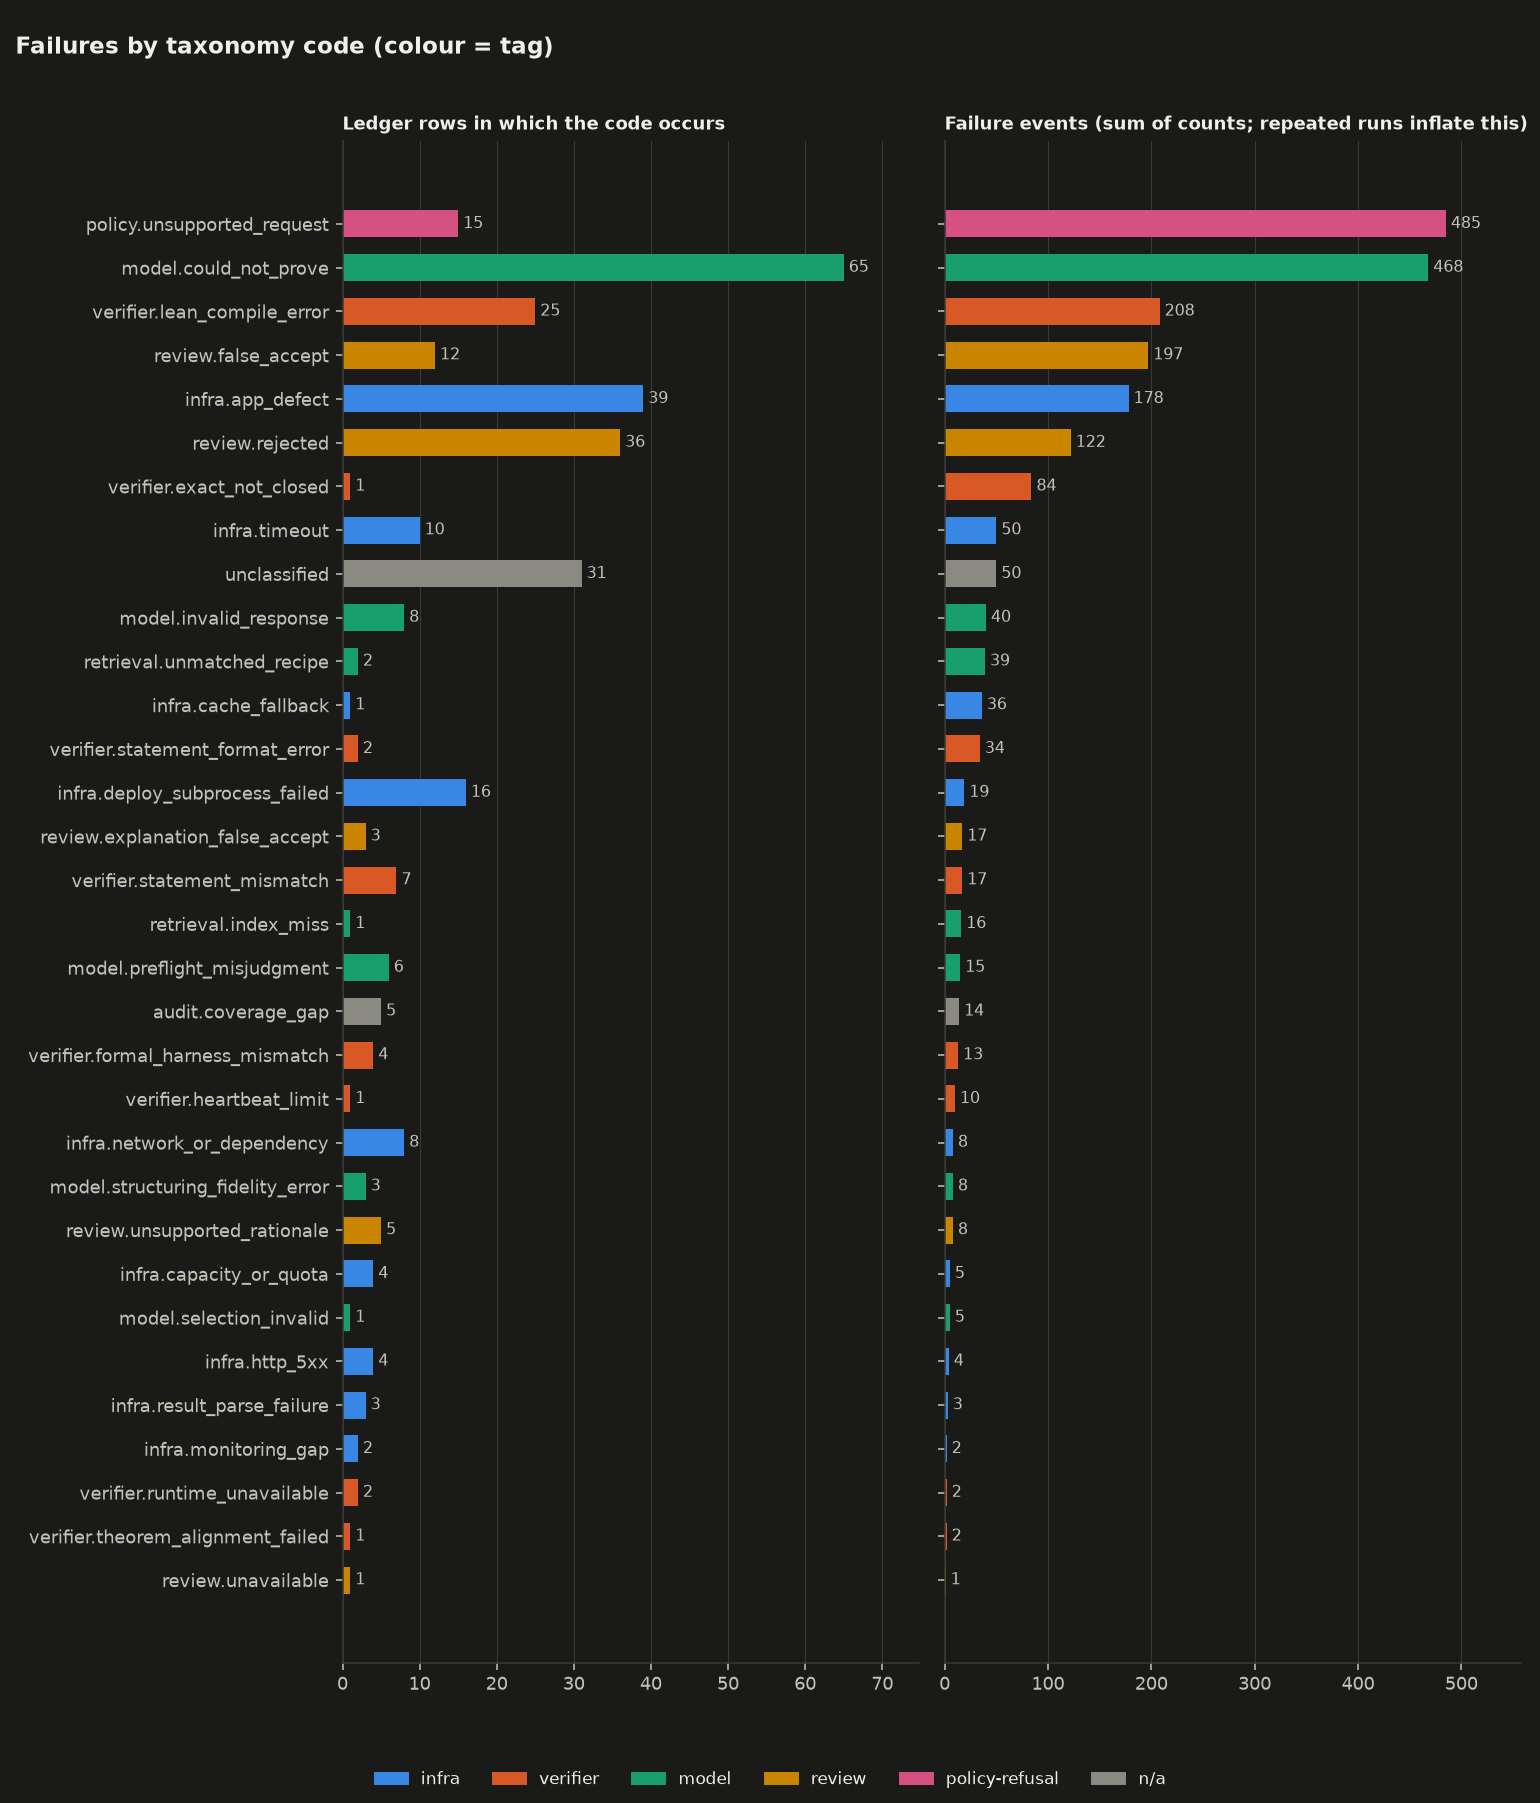 Failures by taxonomy code (colour = tag)
Ledger rows in which the code occurs
Failure events (sum of counts; repeated runs inflate this)
policy.unsupported_request 15 485
model.could_not_prove 65 468
verifier.lean_compile_error 25 208
review.false_accept 12 197
infra.app_defect 39 178
review.rejected 36 122
verifier.exact_not_closed 1 84
infra.timeout 10 50
unclassified 31 50
model.invalid_response 8 40
retrieval.unmatched_recipe 2 39
infra.cache_fallback 1 36
verifier.statement_format_error 2 34
infra.deploy_subprocess_failed 16 19
review.explanation_false_accept 3 17
verifier.statement_mismatch 7 17
retrieval.index_miss 1 16
model.preflight_misjudgment 6 15
audit.coverage_gap 5 14
verifier.formal_harness_mismatch 4 13
verifier.heartbeat_limit 1 10
infra.network_or_dependency 8 8
model.structuring_fidelity_error 3 8
review.unsupported_rationale 5 8
infra.capacity_or_quota 4 5
model.selection_invalid 1 5
infra.http_5xx 4 4
infra.result_parse_failure 3 3
infra.monitoring_gap 2 2
verifier.runtime_unavailable 2 2
verifier.theorem_alignment_failed 1 2
review.unavailable 1 1
0 10 20 30 40 50 60 70
0 100 200 300 400 500
infra verifier model review policy-refusal n/a